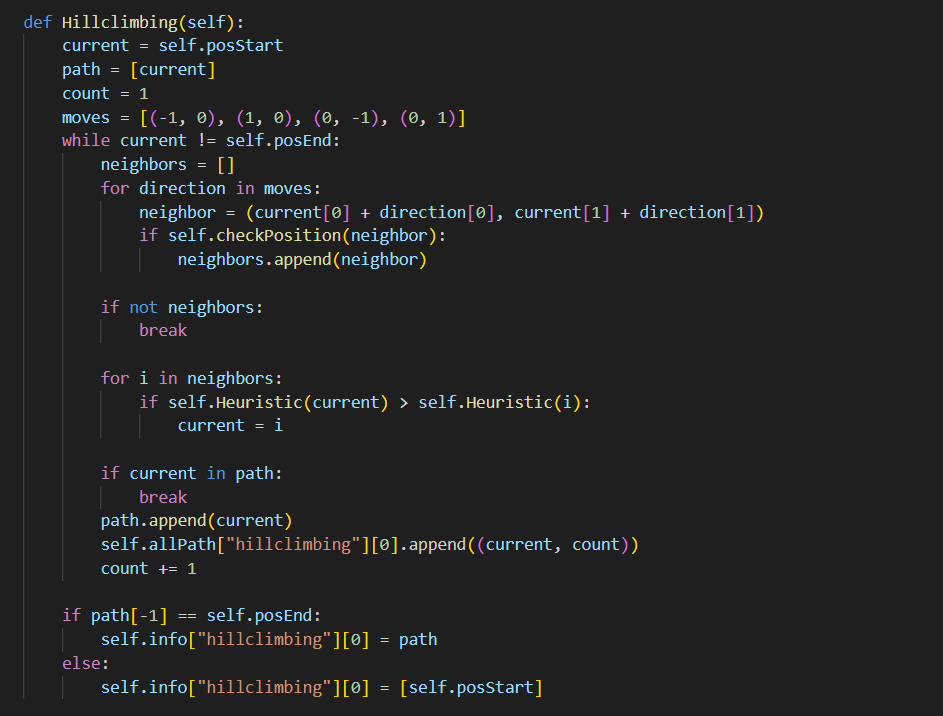 def Hillclimbing(self):
    current = self.posStart
    path = [current]
    count = 1
    moves = [(-1, 0), (1, 0), (0, -1), (0, 1)]
    while current != self.posEnd:
        neighbors = []
        for direction in moves:
            neighbor = (current[0] + direction[0], current[1] + direction[1])
            if self.checkPosition(neighbor):
                neighbors.append(neighbor)

        if not neighbors:
            break

        for i in neighbors:
            if self.Heuristic(current) > self.Heuristic(i):
                current = i

        if current in path:
            break
        path.append(current)
        self.allPath["hillclimbing"][0].append((current, count))
        count += 1

    if path[-1] == self.posEnd:
        self.info["hillclimbing"][0] = path
    else:
        self.info["hillclimbing"][0] = [self.posStart]